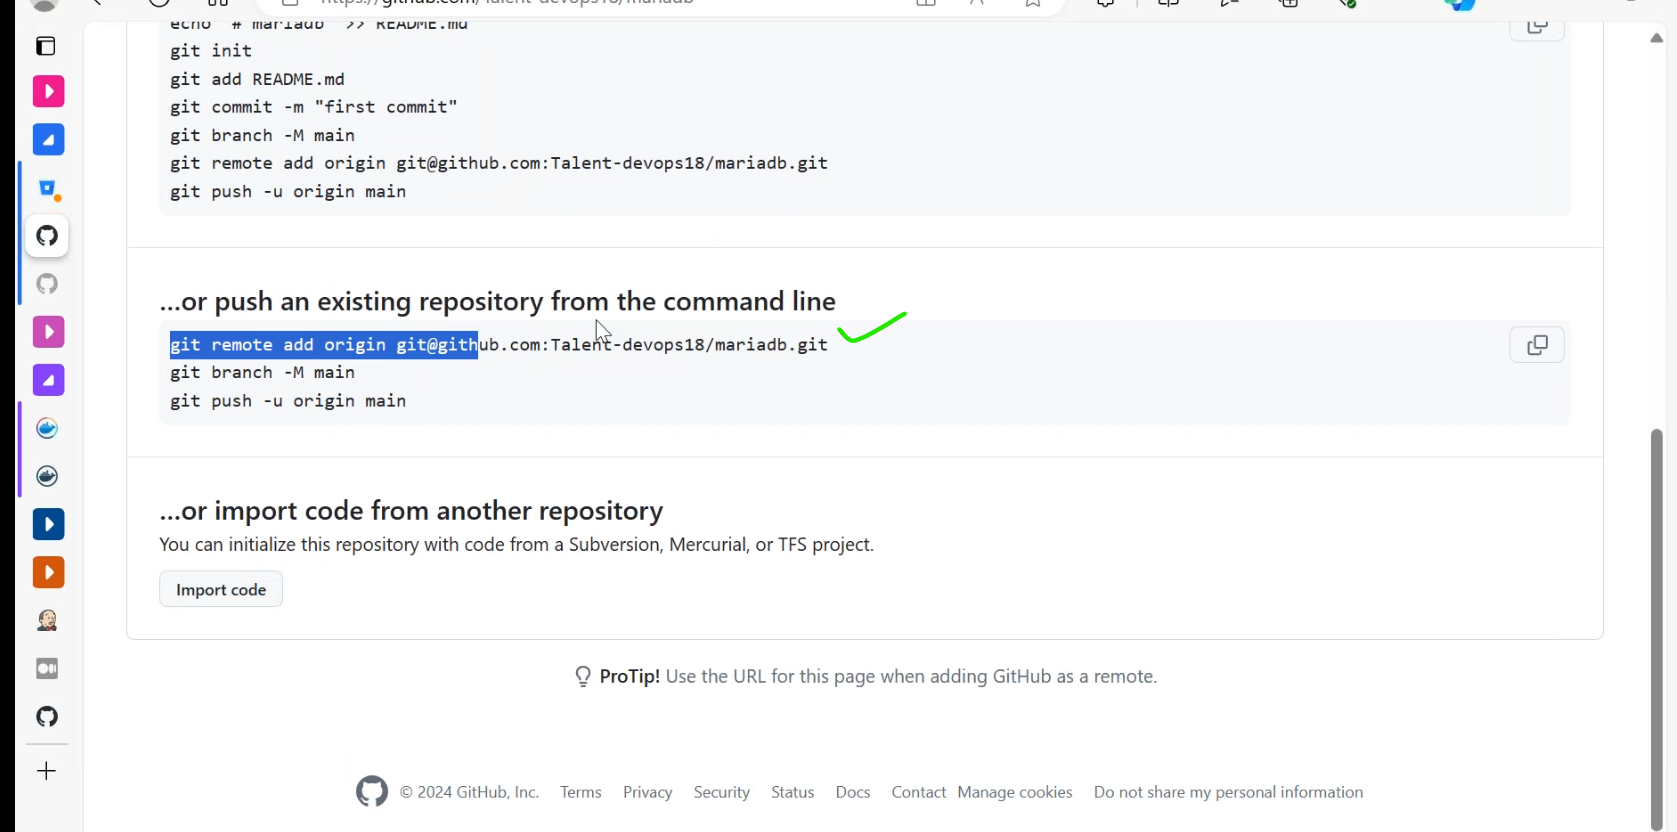 https://github.com/Talent-devops18/mariadb
echo "# mariadb" >> README.md
git init
git add README.md
git commit -m "first commit"
git branch -M main
git remote add origin git@github.com:Talent-devops18/mariadb.git
git push -u origin main
...or push an existing repository from the command line
git remote add origin git@github.com:Talent-devops18/mariadb.git
git branch -M main
git push -u origin main
...or import code from another repository
You can initialize this repository with code from a Subversion, Mercurial, or TFS project.
Import code
ProTip! Use the URL for this page when adding GitHub as a remote.
© 2024 GitHub, Inc. Terms Privacy Security Status Docs Contact Manage cookies Do not share my personal information